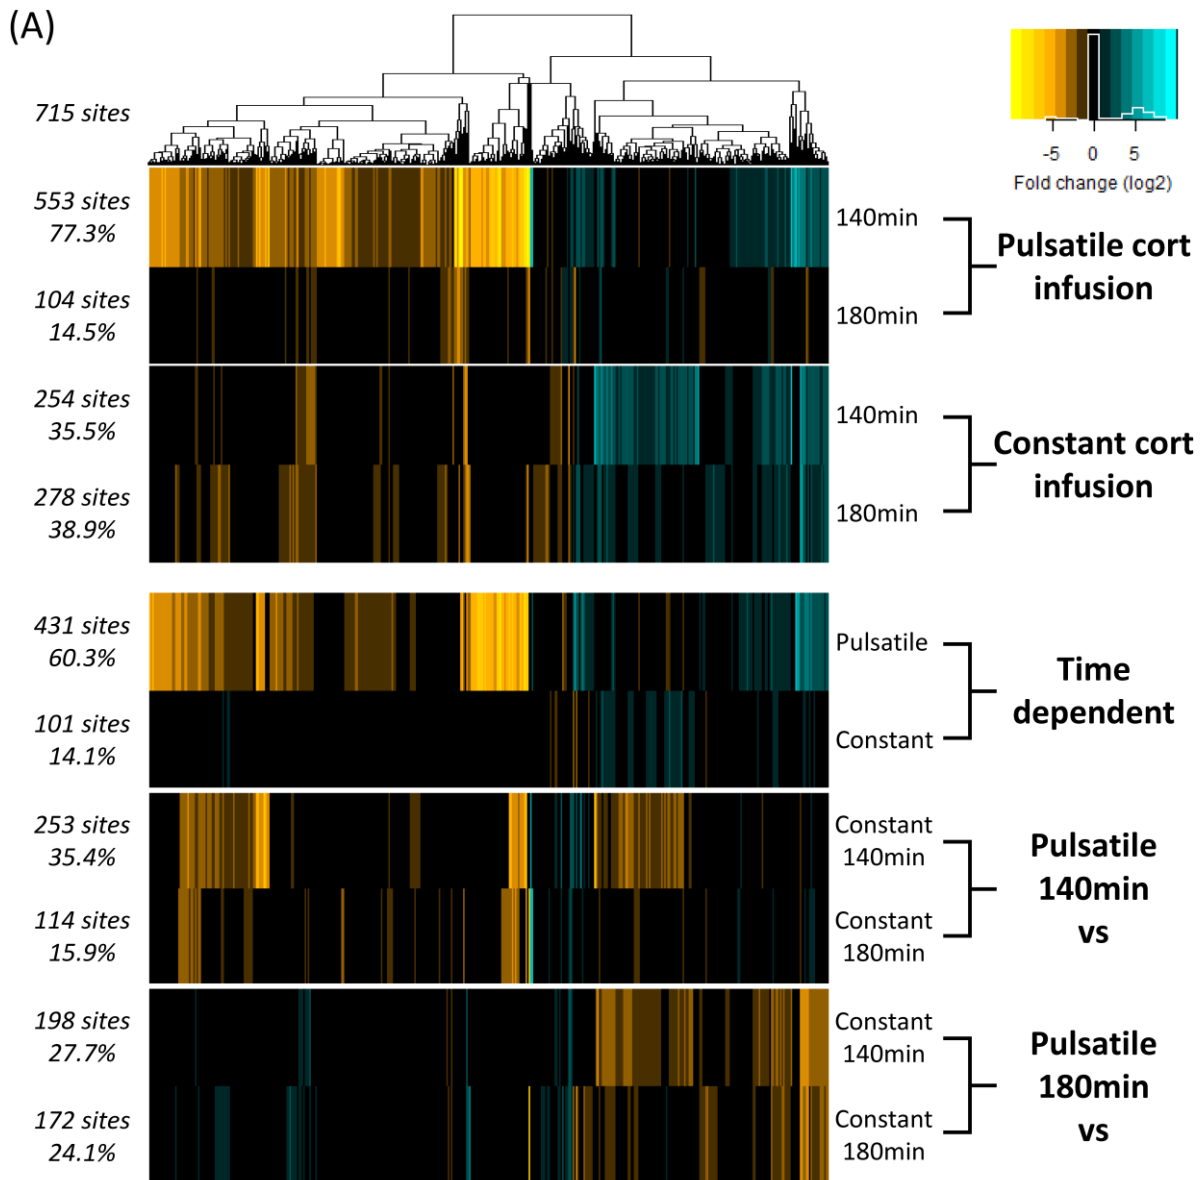 (A)
715 sites
-5 0 5
Fold change (log2)
553 sites
77.3%
140min
Pulsatile cort
infusion
104 sites
14.5%
180min
254 sites
35.5%
140min
Constant cort
infusion
278 sites
38.9%
180min
431 sites
60.3%
Pulsatile
Time
dependent
101 sites
14.1%
Constant
253 sites
35.4%
Constant
140min
Pulsatile
140min
vs
114 sites
15.9%
Constant
180min
198 sites
27.7%
Constant
140min
Pulsatile
180min
vs
172 sites
24.1%
Constant
180min